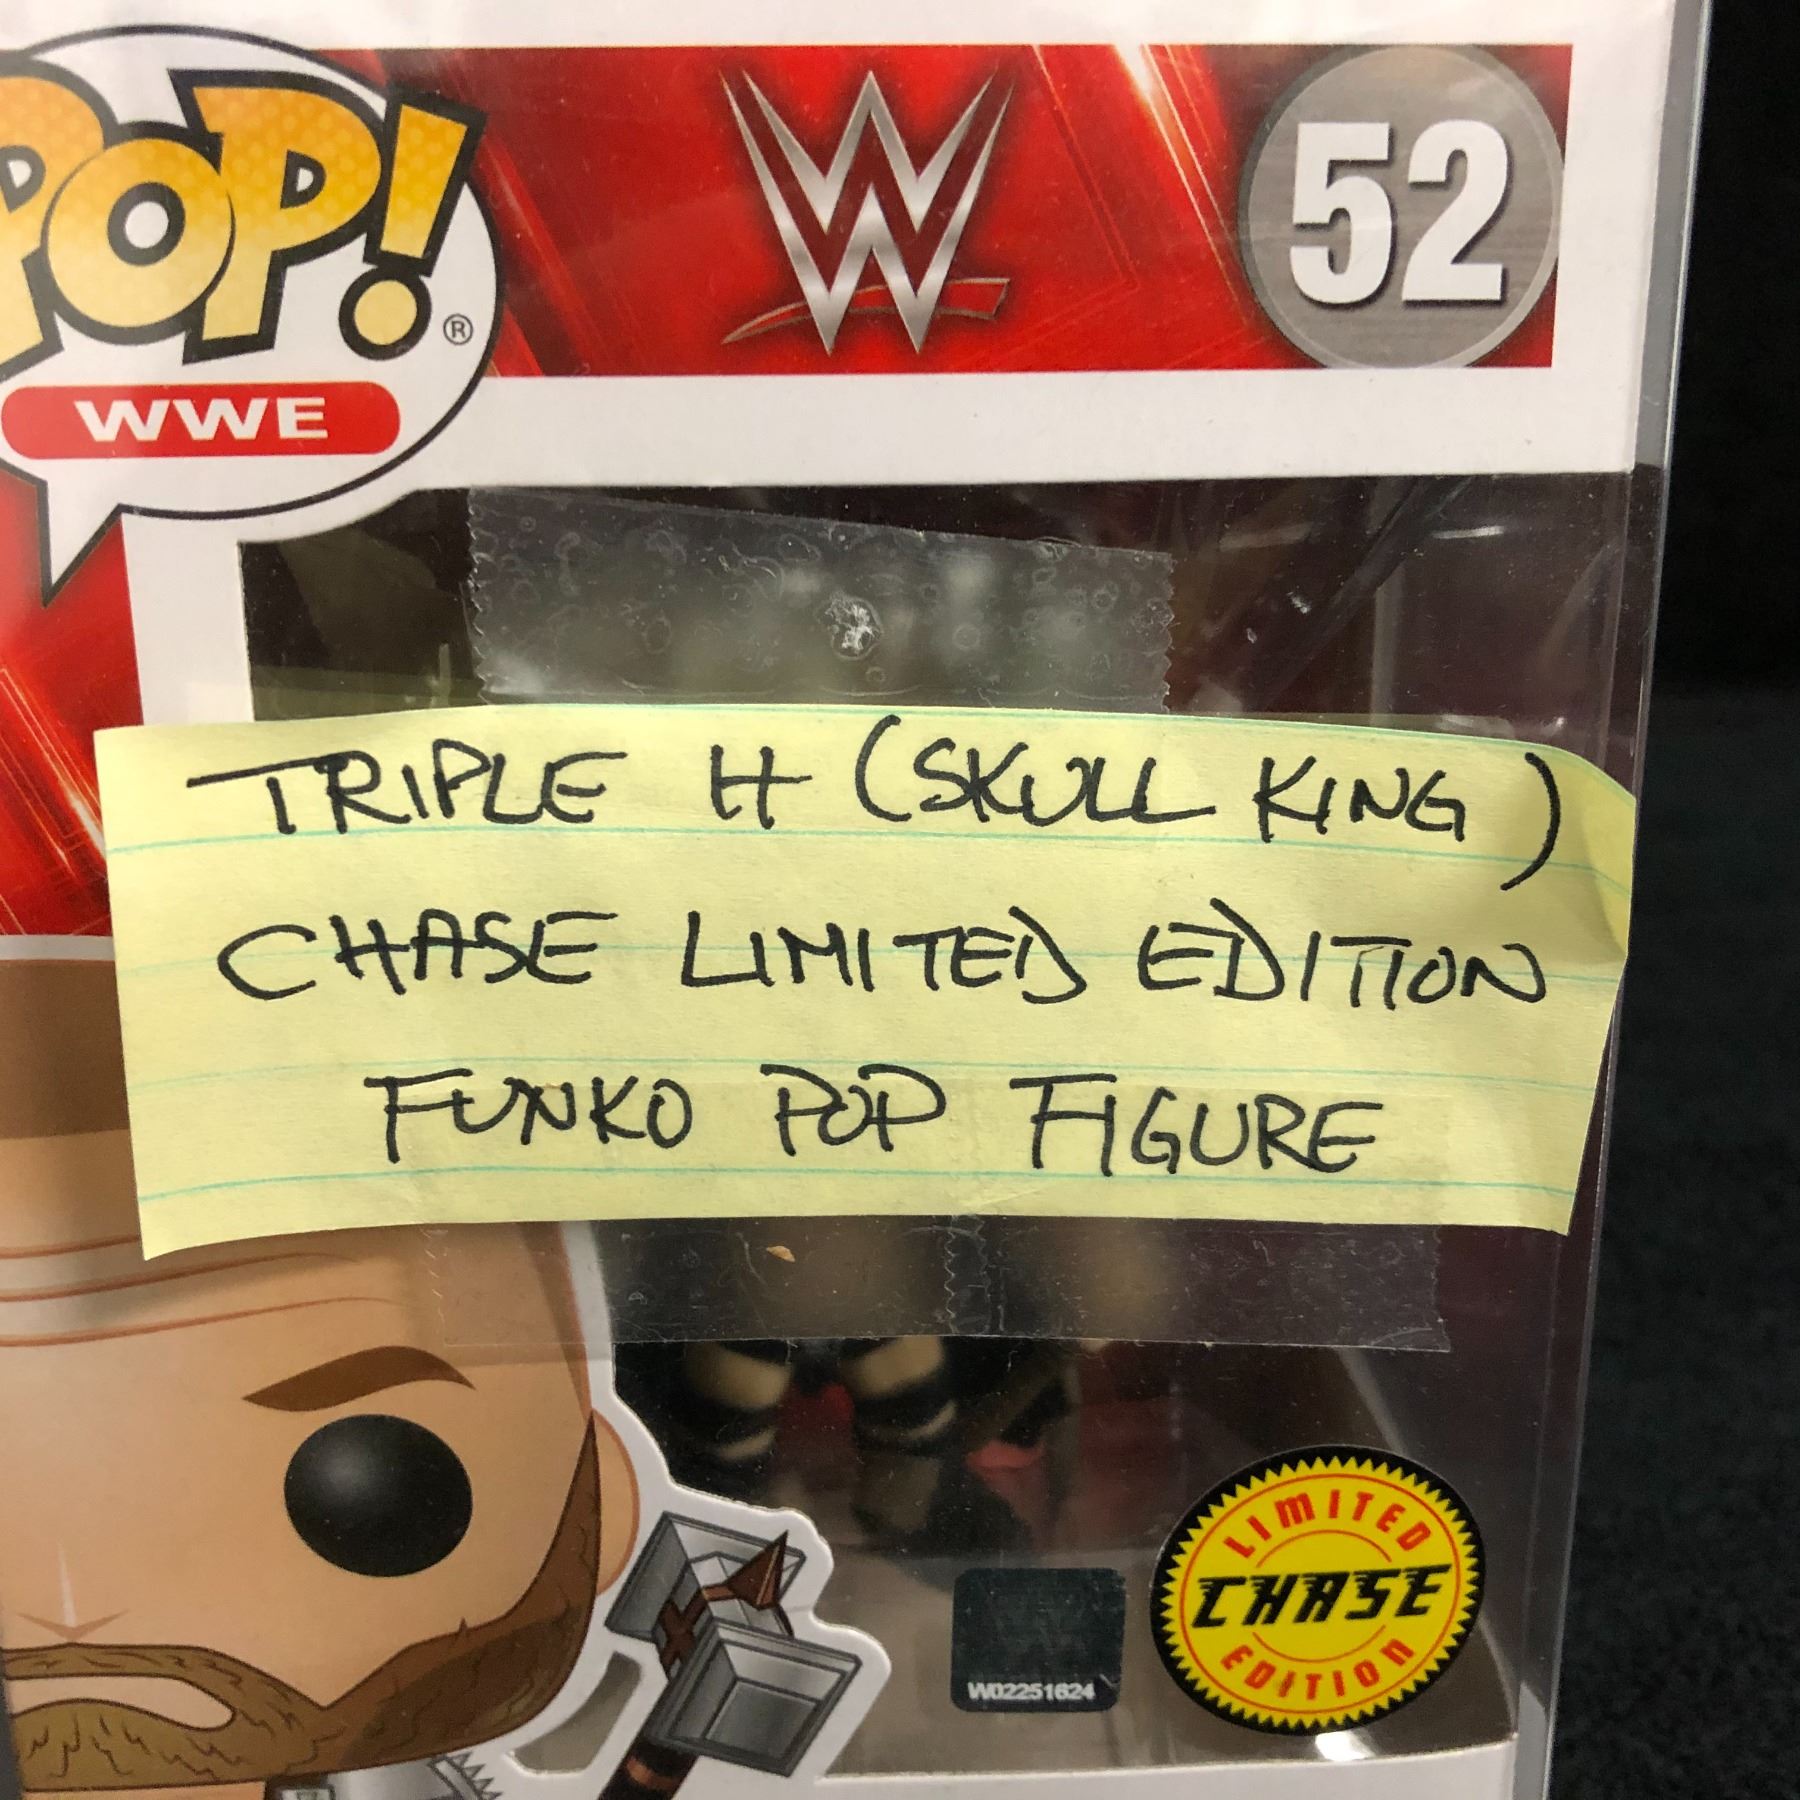 POP!®
WWE
W
52
TRIPLE H (SKULL KING)
CHASE LIMITED EDITION
FUNKO POP FIGURE
LIMITED
CHASE
EDITION
W02251624